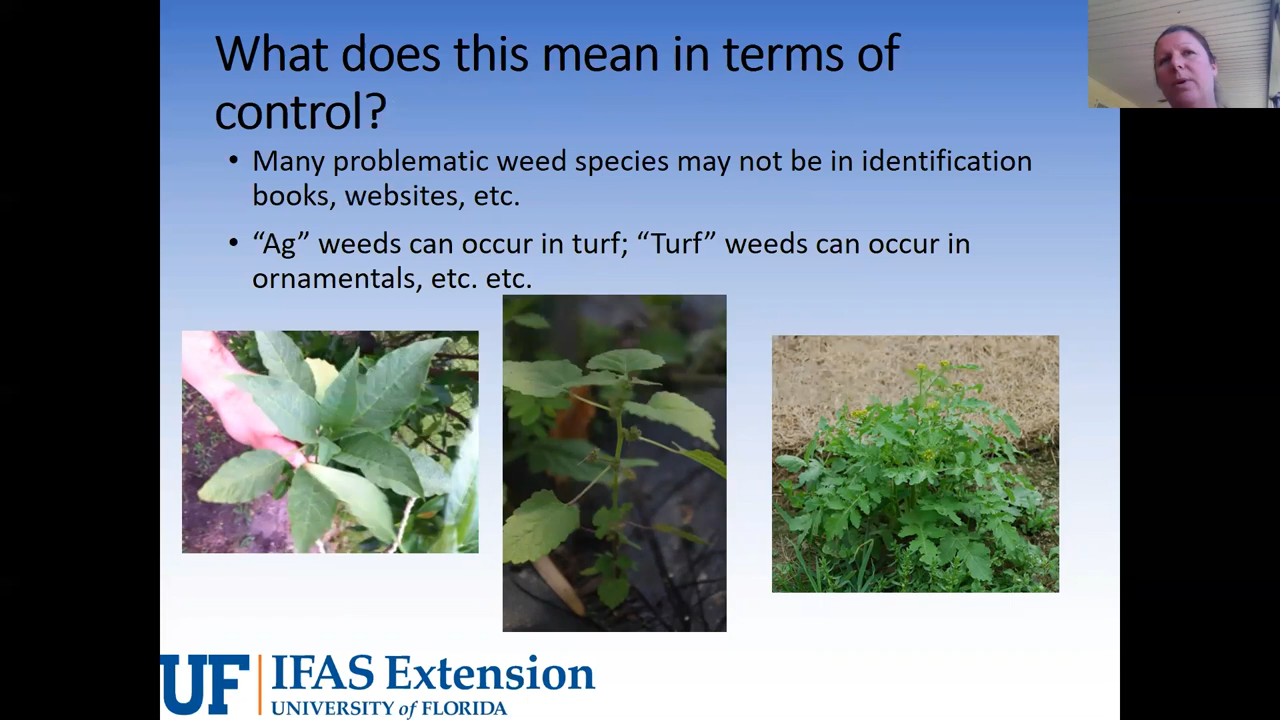 What does this mean in terms of
control?
• Many problematic weed species may not be in identification
books, websites, etc.
• “Ag” weeds can occur in turf; “Turf” weeds can occur in
ornamentals, etc. etc.
UF IFAS Extension
UNIVERSITY of FLORIDA